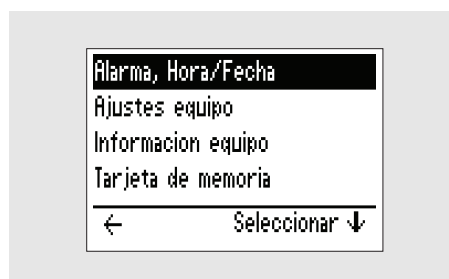 Alarma, Hora/Fecha
Ajustes equipo
Informacion equipo
Tarjeta de memoria
← Seleccionar ↓